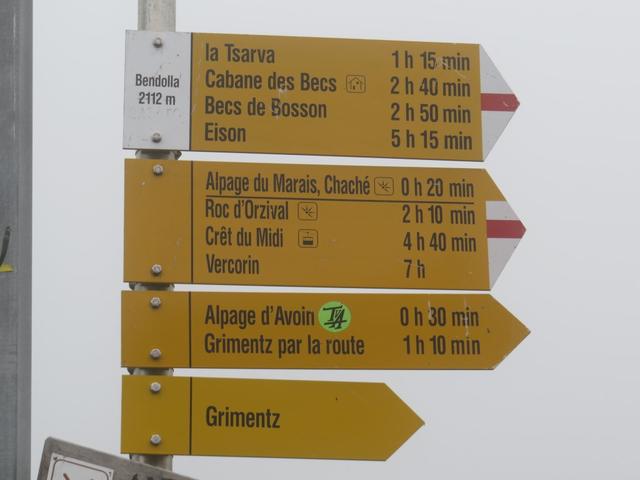 Bendolla
2112 m
la Tsarva 1 h 15 min
Cabane des Becs 2 h 40 min
Becs de Bosson 2 h 50 min
Eison 5 h 15 min
Alpage du Marais, Chaché 0 h 20 min
Roc d'Orzival 2 h 10 min
Crêt du Midi 4 h 40 min
Vercorin 7 h
Alpage d'Avoin TVA 0 h 30 min
Grimentz par la route 1 h 10 min
Grimentz